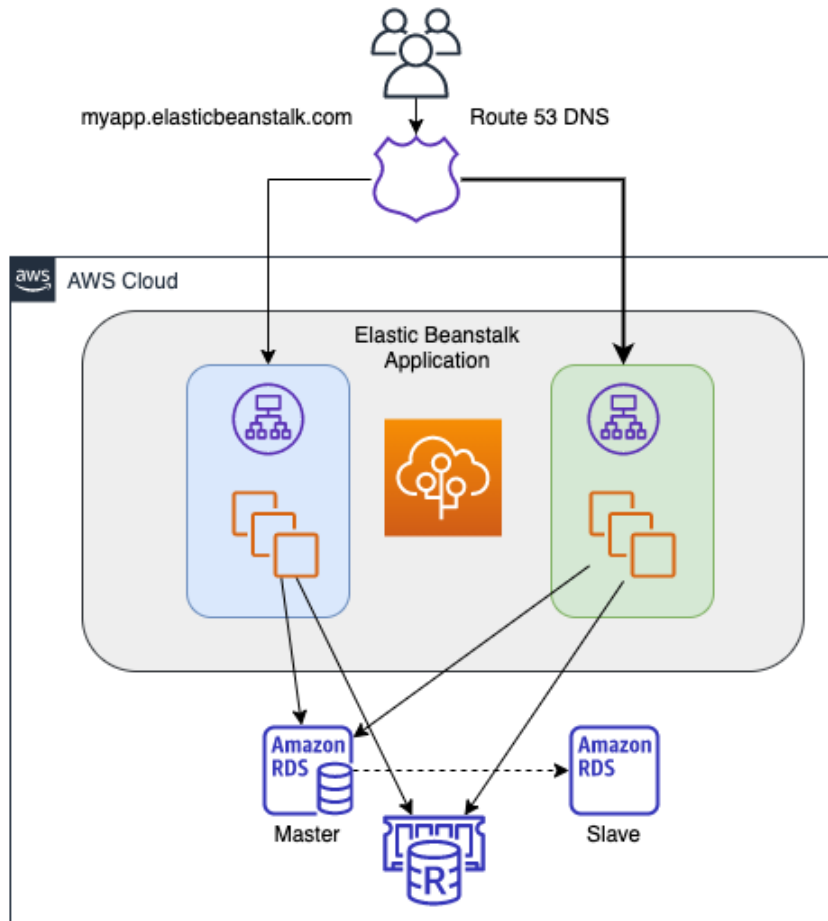 myapp.elasticbeanstalk.com
Route 53 DNS
aws
AWS Cloud
Elastic Beanstalk
Application
Amazon
RDS
Amazon
RDS
Master
Slave
R